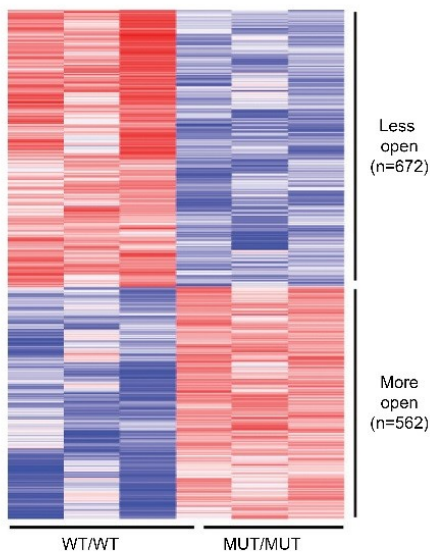 Less
open
(n=672)
More
open
(n=562)
WT/WT
MUT/MUT